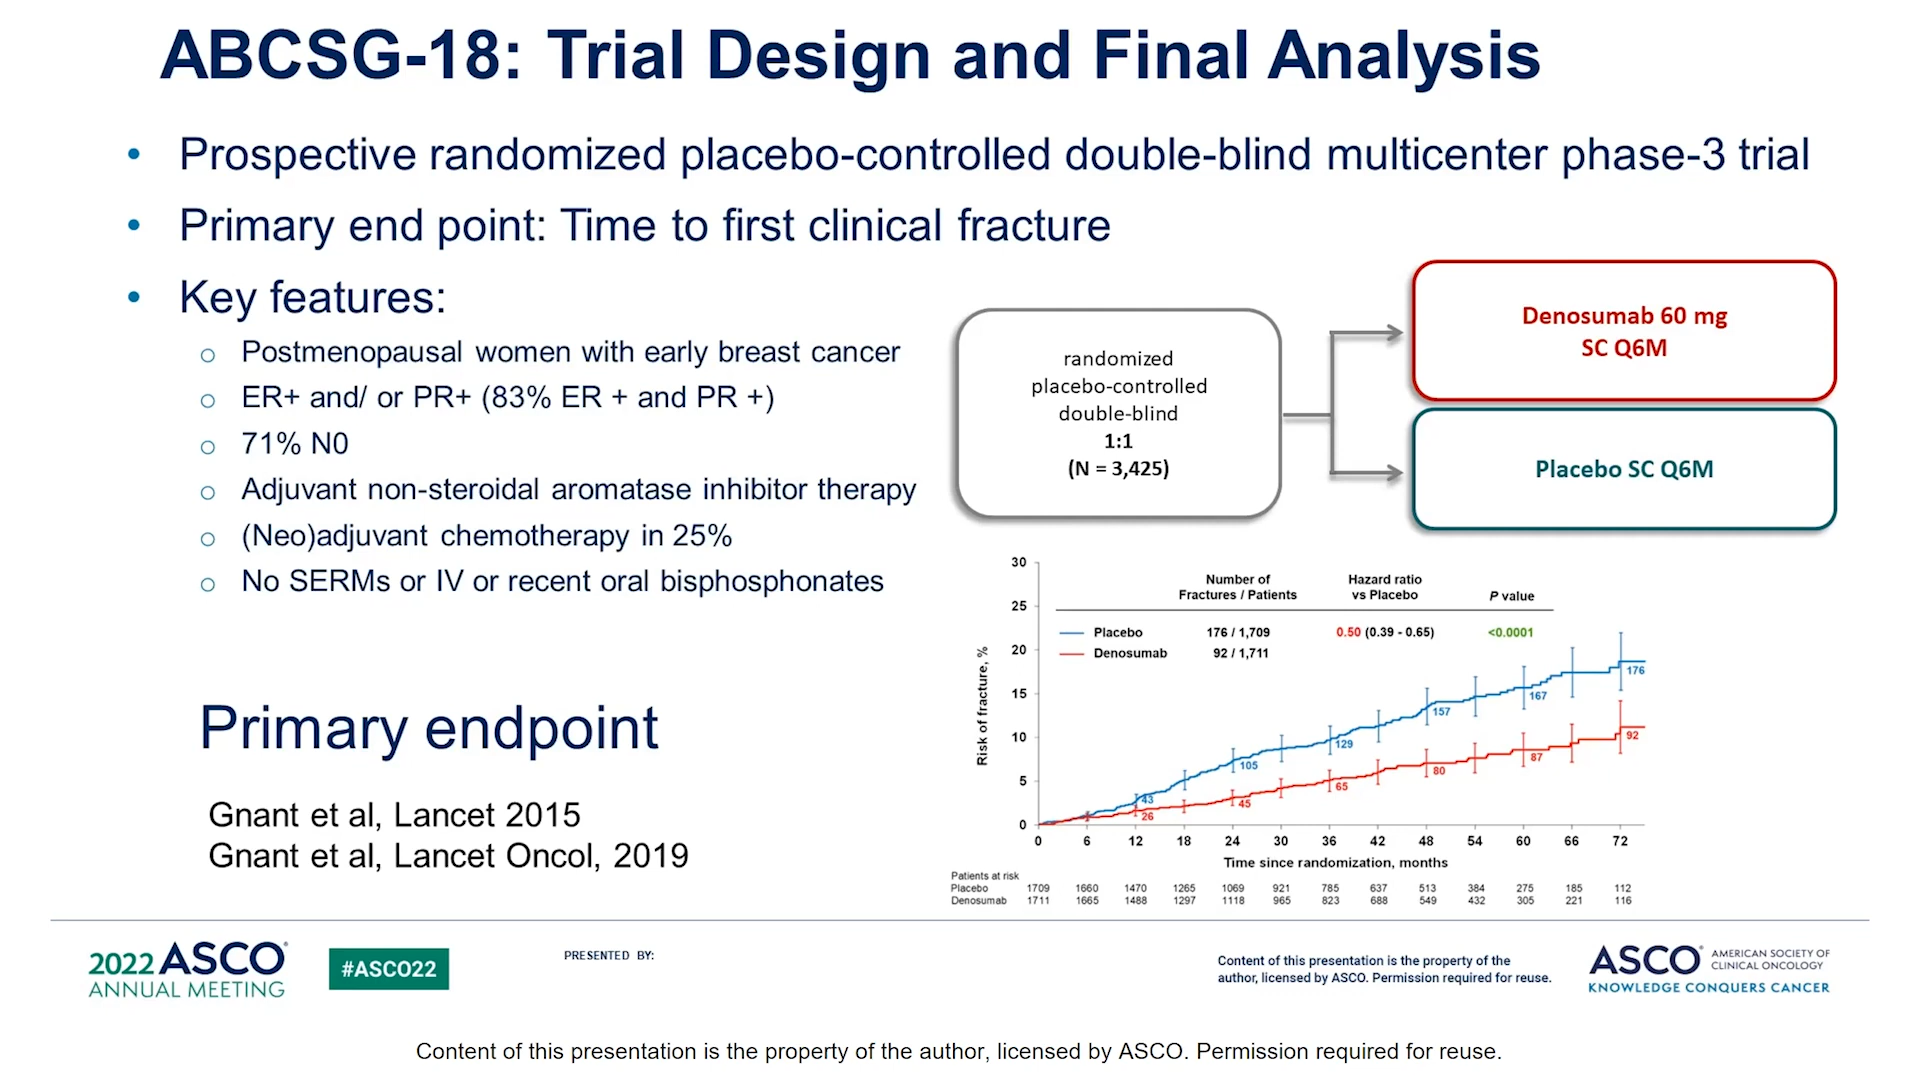 ABCSG-18: Trial Design and Final Analysis
• Prospective randomized placebo-controlled double-blind multicenter phase-3 trial
• Primary end point: Time to first clinical fracture
• Key features:
o Postmenopausal women with early breast cancer
o ER+ and/ or PR+ (83% ER + and PR +)
o 71% N0
o Adjuvant non-steroidal aromatase inhibitor therapy
o (Neo)adjuvant chemotherapy in 25%
o No SERMs or IV or recent oral bisphosphonates
randomized
placebo-controlled
double-blind
1:1
(N = 3,425)
Denosumab 60 mg
SC Q6M
Placebo SC Q6M
Primary endpoint
Gnant et al, Lancet 2015
Gnant et al, Lancet Oncol, 2019
Number of Fractures / Patients
Hazard ratio vs Placebo
P value
Placebo 176 / 1,709 0.50 (0.39 - 0.65) <0.0001
Denosumab 92 / 1,711
Risk of fracture, %
30
25
20
15
10
5
0
43 105 129 157 167 176
26 45 65 80 87 92
0 6 12 18 24 30 36 42 48 54 60 66 72
Time since randomization, months
Patients at risk
Placebo 1709 1660 1470 1265 1069 921 785 637 513 384 275 185 112
Denosumab 1711 1665 1488 1297 1118 965 823 688 549 432 305 221 116
2022 ASCO®
ANNUAL MEETING
#ASCO22
PRESENTED BY:
Content of this presentation is the property of the
author, licensed by ASCO. Permission required for reuse.
ASCO® AMERICAN SOCIETY OF
CLINICAL ONCOLOGY
KNOWLEDGE CONQUERS CANCER
Content of this presentation is the property of the author, licensed by ASCO. Permission required for reuse.